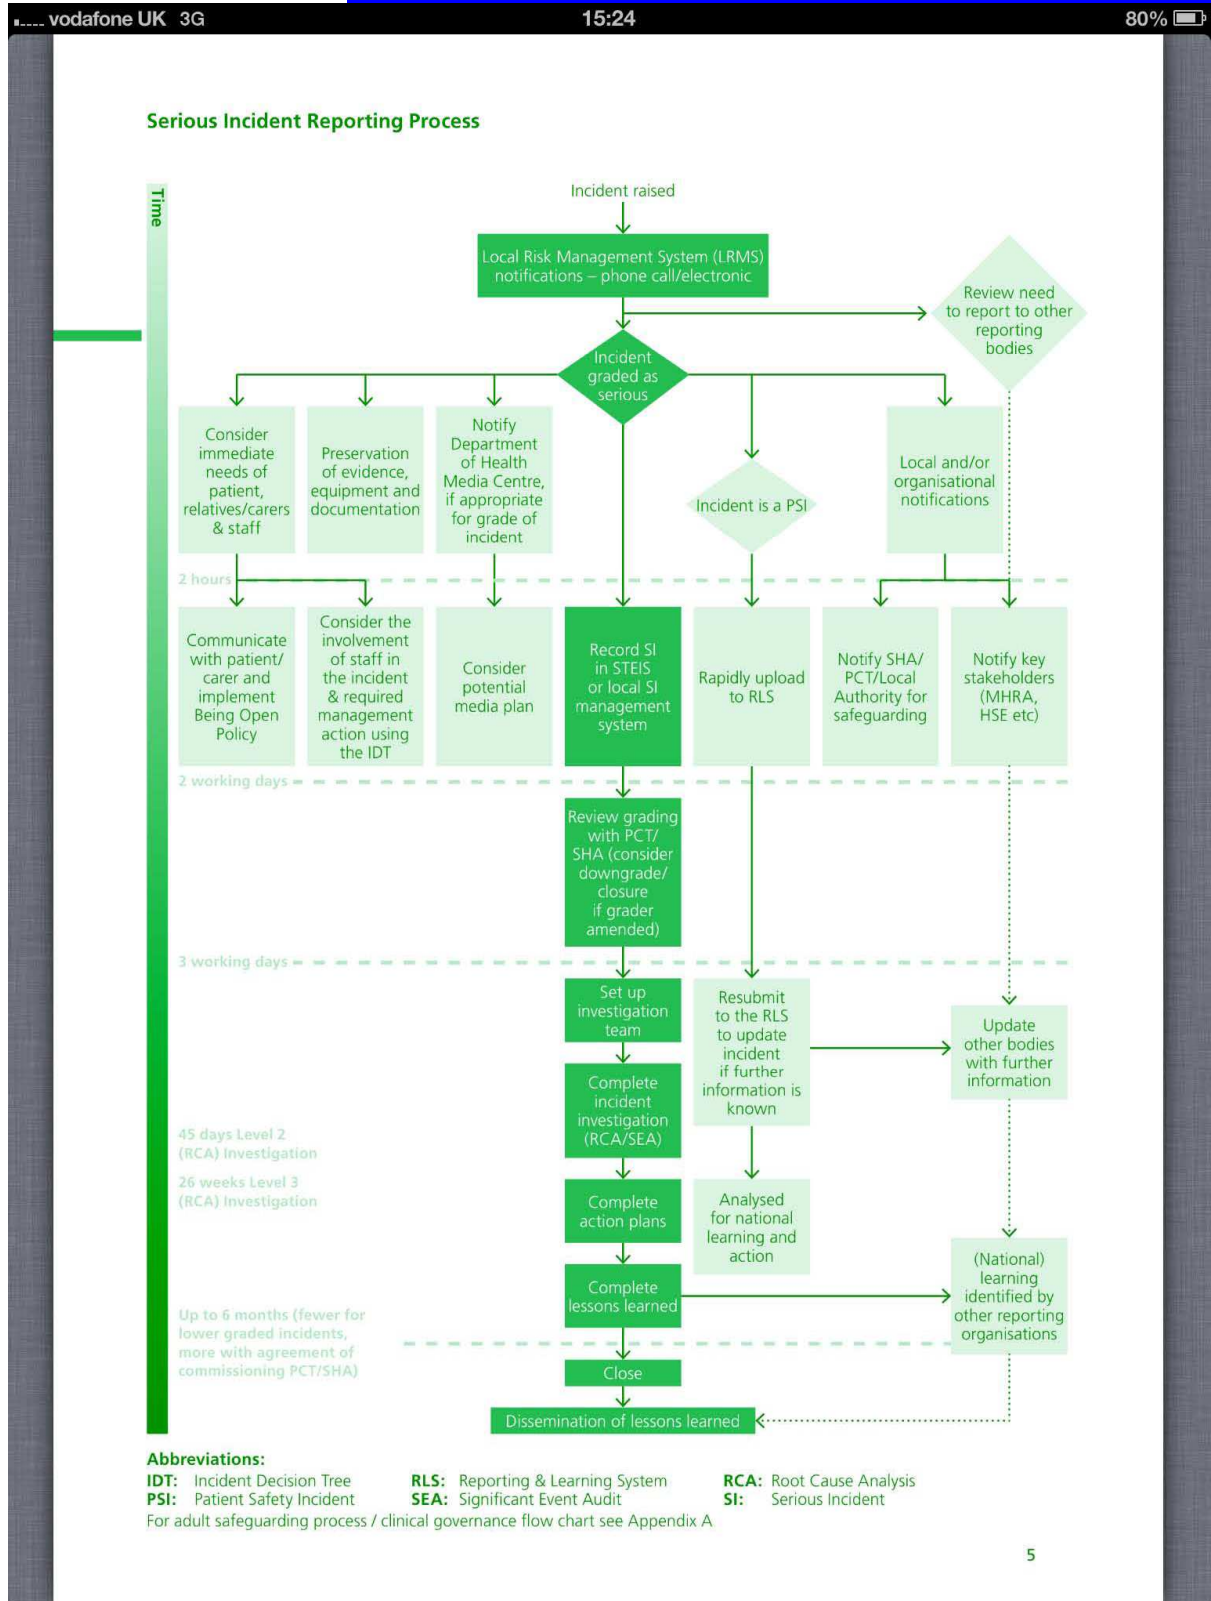 vodafone UK 3G
15:24
80%
Serious Incident Reporting Process
Time
Incident raised
Local Risk Management System (LRMS)
notifications – phone call/electronic
Review need
to report to other
reporting
bodies
Incident
graded as
serious
Consider
immediate
needs of
patient,
relatives/carers
& staff
Preservation
of evidence,
equipment and
documentation
Notify
Department
of Health
Media Centre,
if appropriate
for grade of
incident
Incident is a PSI
Local and/or
organisational
notifications
2 hours
Communicate
with patient/
carer and
implement
Being Open
Policy
Consider the
involvement
of staff in
the incident
& required
management
action using
the IDT
Consider
potential
media plan
Record SI
in STEIS
or local SI
management
system
Rapidly upload
to RLS
Notify SHA/
PCT/Local
Authority for
safeguarding
Notify key
stakeholders
(MHRA,
HSE etc)
2 working days
Review grading
with PCT/
SHA (consider
downgrade/
closure
if grader
amended)
3 working days
Set up
investigation
team
Resubmit
to the RLS
to update
incident
if further
information is
known
Update
other bodies
with further
information
Complete
incident
investigation
(RCA/SEA)
45 days Level 2
(RCA) Investigation
26 weeks Level 3
(RCA) Investigation
Complete
action plans
Analysed
for national
learning and
action
Complete
lessons learned
(National)
learning
identified by
other reporting
organisations
Up to 6 months (fewer for
lower graded incidents,
more with agreement of
commissioning PCT/SHA)
Close
Dissemination of lessons learned
Abbreviations:
IDT: Incident Decision Tree
RLS: Reporting & Learning System
RCA: Root Cause Analysis
PSI: Patient Safety Incident
SEA: Significant Event Audit
SI: Serious Incident
For adult safeguarding process / clinical governance flow chart see Appendix A
5